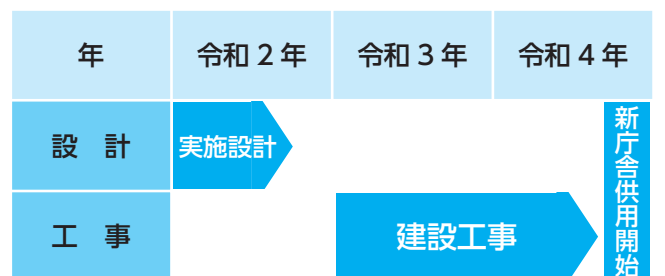 年 令和2年 令和3年 令和4年
設 計 実施設計
工 事 建設工事
新庁舎供用開始